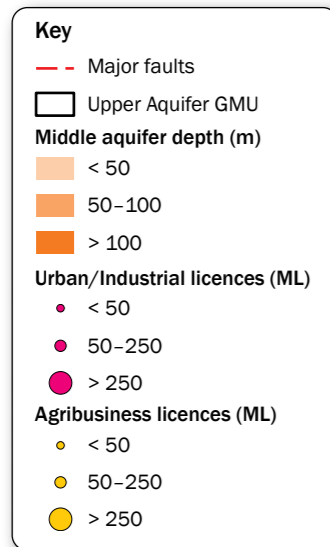 Key
Major faults
Upper Aquifer GMU
Middle aquifer depth (m)
< 50
50–100
> 100
Urban/Industrial licences (ML)
< 50
50–250
> 250
Agribusiness licences (ML)
< 50
50–250
> 250